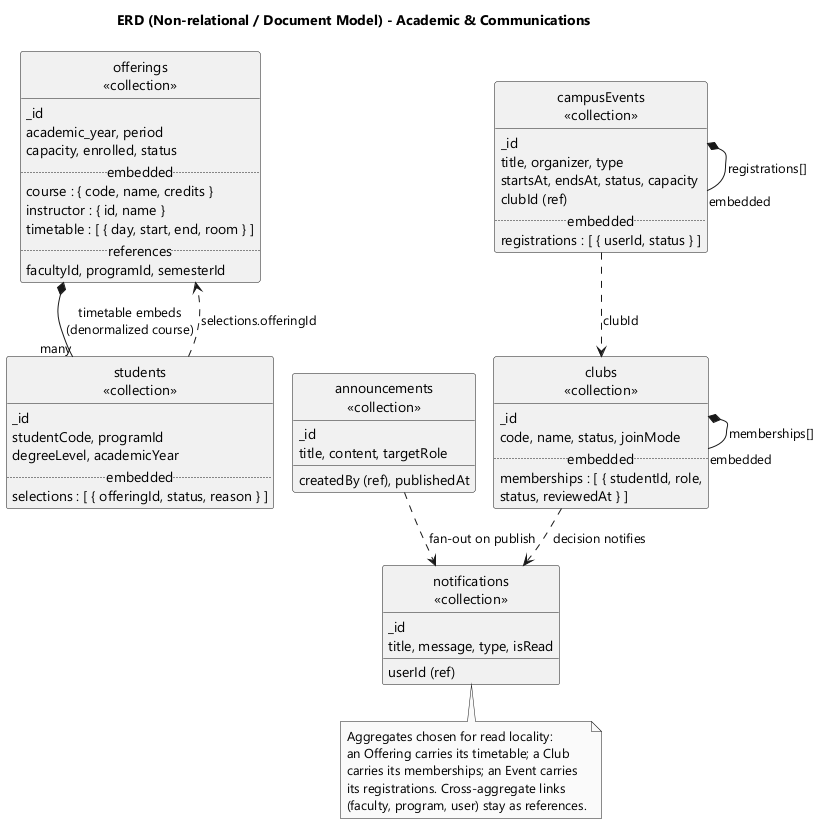 ERD (Non-relational / Document Model) - Academic & Communications
offerings
«collection»
_id
academic_year, period
capacity, enrolled, status
embedded
course : { code, name, credits }
instructor : { id, name }
timetable : [ { day, start, end, room } ]
references
facultyId, programId, semesterId
campusEvents
«collection»
_id
title, organizer, type
startsAt, endsAt, status, capacity
clubId (ref)
embedded
registrations : [ { userId, status } ]
registrations[]
embedded
timetable embeds
(denormalized course)
many
selections.offeringId
clubId
students
«collection»
_id
studentCode, programId
degreeLevel, academicYear
embedded
selections : [ { offeringId, status, reason } ]
announcements
«collection»
_id
title, content, targetRole
createdBy (ref), publishedAt
clubs
«collection»
_id
code, name, status, joinMode
embedded
memberships : [ { studentId, role,
status, reviewedAt } ]
memberships[]
embedded
fan-out on publish
decision notifies
notifications
«collection»
_id
title, message, type, isRead
userId (ref)
Aggregates chosen for read locality:
an Offering carries its timetable; a Club
carries its memberships; an Event carries
its registrations. Cross-aggregate links
(faculty, program, user) stay as references.